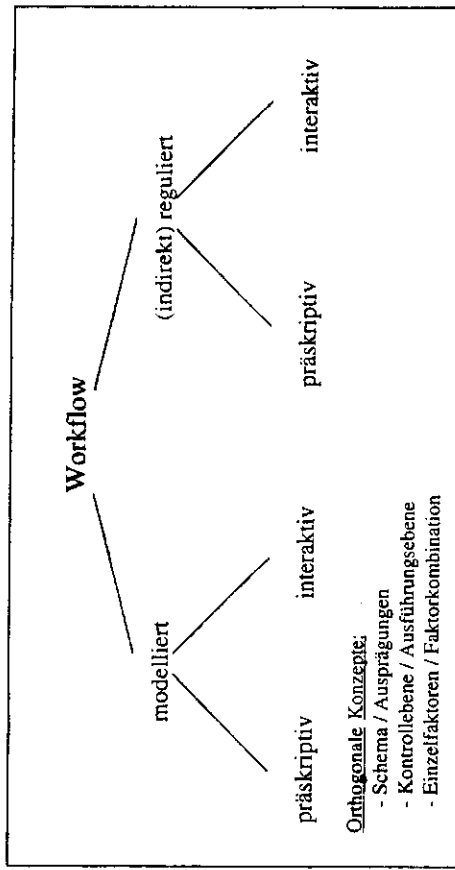 Workflow
modelliert (indirekt) reguliert
präskriptiv interaktiv präskriptiv interaktiv
Orthogonale Konzepte:
- Schema / Ausprägungen
- Kontrollebene / Ausführungsebene
- Einzelfaktoren / Faktorkombination